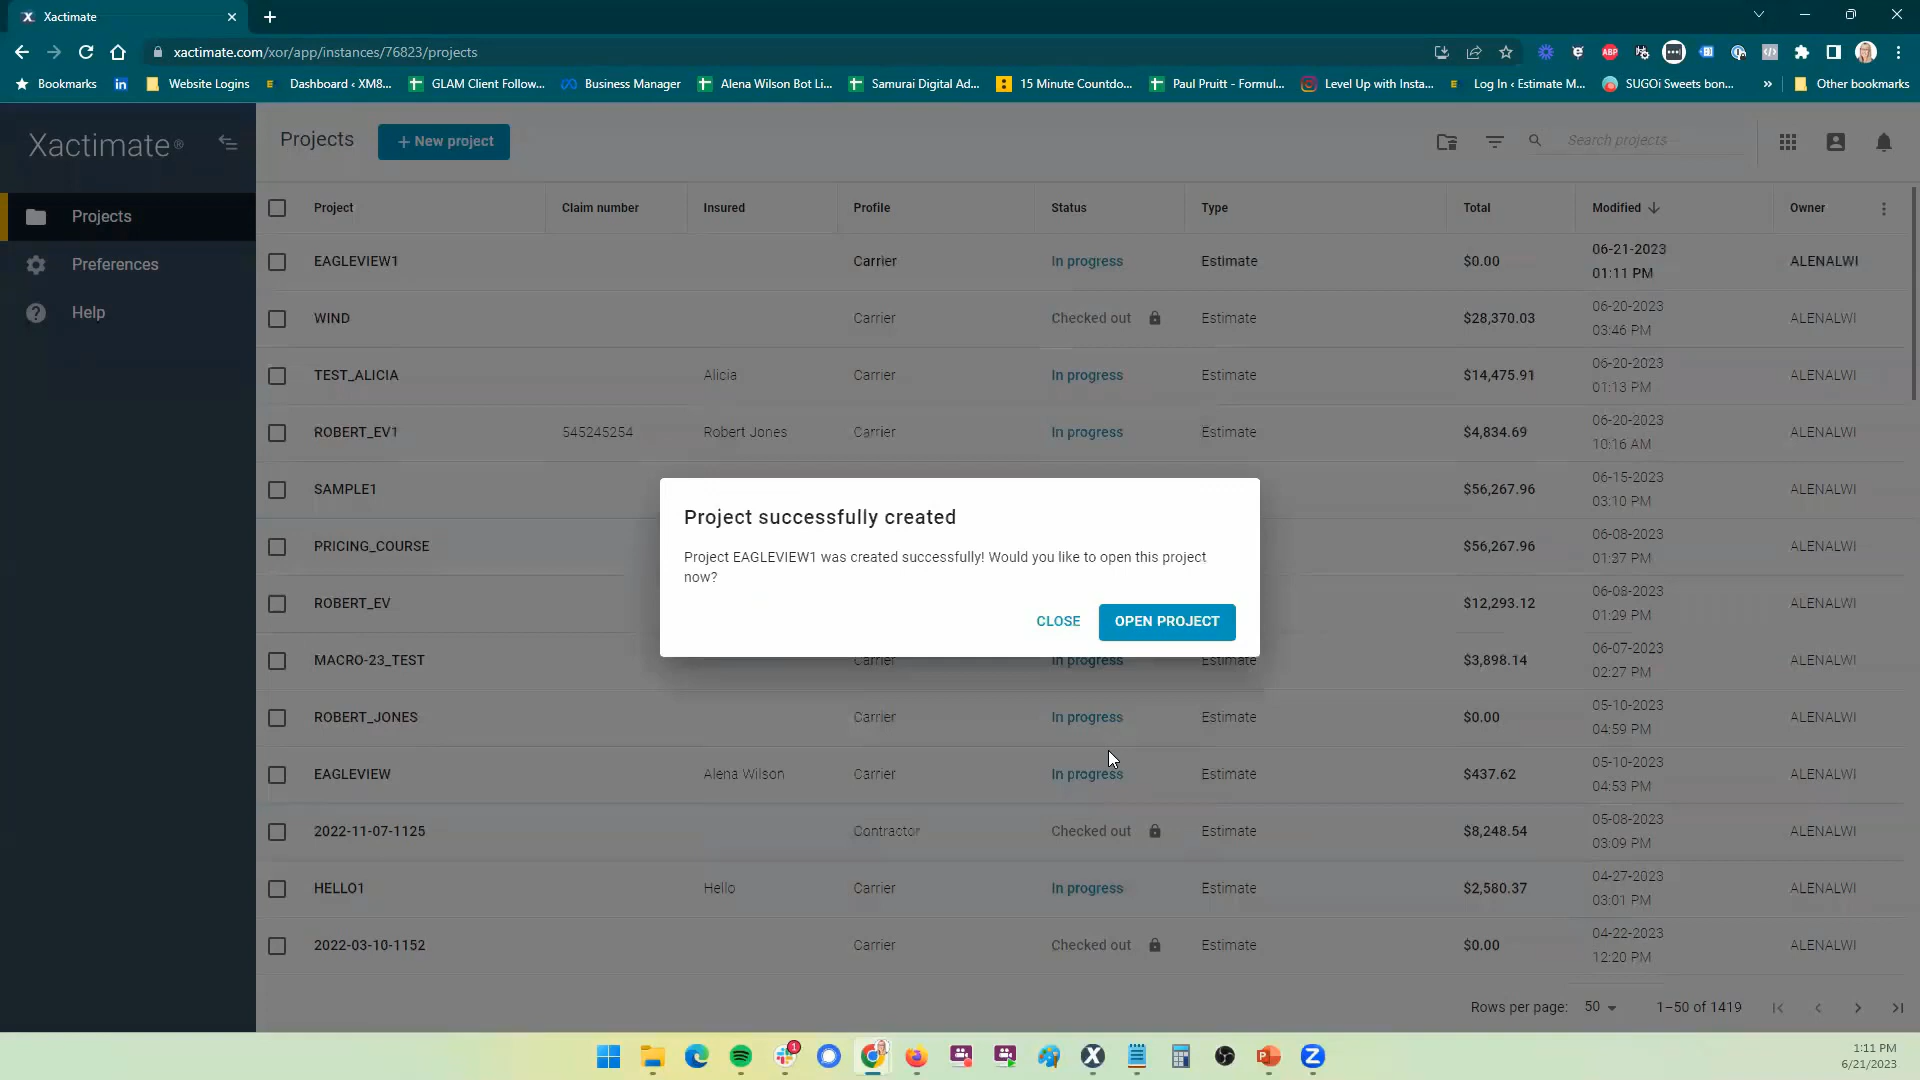 Xactimate
xactimate.com/xor/app/instances/76823/projects
Bookmarks
Website Logins
Dashboard ‹ XM8...
GLAM Client Follow...
Business Manager
Alena Wilson Bot Li...
Samurai Digital Ad...
15 Minute Countdo...
Paul Pruitt - Formul...
Level Up with Insta...
Log In ‹ Estimate M...
SUGOi Sweets bon...
»
Other bookmarks
Xactimate®
Projects
+ New project
Search projects
Projects
Preferences
Help
Project Claim number Insured Profile Status Type Total Modified Owner
EAGLEVIEW1 Carrier In progress Estimate $0.00 06-21-2023 01:11 PM ALENALWI
WIND Carrier Checked out Estimate $28,370.03 06-20-2023 03:46 PM ALENALWI
TEST_ALICIA Alicia Carrier In progress Estimate $14,475.91 06-20-2023 01:13 PM ALENALWI
ROBERT_EV1 545245254 Robert Jones Carrier In progress Estimate $4,834.69 06-20-2023 10:16 AM ALENALWI
SAMPLE1 $56,267.96 06-15-2023 03:10 PM ALENALWI
PRICING_COURSE $56,267.96 06-08-2023 01:37 PM ALENALWI
ROBERT_EV $12,293.12 06-08-2023 01:29 PM ALENALWI
MACRO-23_TEST Carrier In progress Estimate $3,898.14 06-07-2023 02:27 PM ALENALWI
ROBERT_JONES Carrier In progress Estimate $0.00 05-10-2023 04:59 PM ALENALWI
EAGLEVIEW Alena Wilson Carrier In progress Estimate $437.62 05-10-2023 04:53 PM ALENALWI
2022-11-07-1125 Contractor Checked out Estimate $8,248.54 05-08-2023 03:09 PM ALENALWI
HELLO1 Hello Carrier In progress Estimate $2,580.37 04-27-2023 03:01 PM ALENALWI
2022-03-10-1152 Carrier Checked out Estimate $0.00 04-22-2023 12:20 PM ALENALWI
Project successfully created
Project EAGLEVIEW1 was created successfully! Would you like to open this project
now?
CLOSE
OPEN PROJECT
Rows per page: 50 1–50 of 1419
1:11 PM
6/21/2023